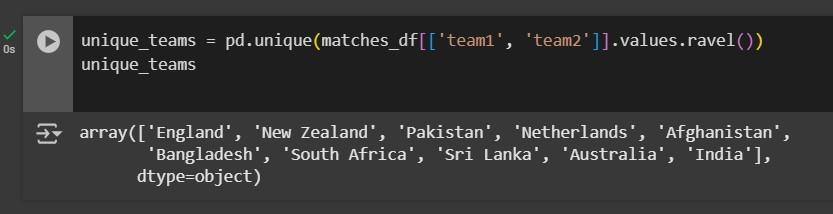 unique_teams = pd.unique(matches_df[['team1', 'team2']].values.ravel())
0s
unique_teams
array(['England', 'New Zealand', 'Pakistan', 'Netherlands', 'Afghanistan',
'Bangladesh', 'South Africa', 'Sri Lanka', 'Australia', 'India'],
dtype=object)